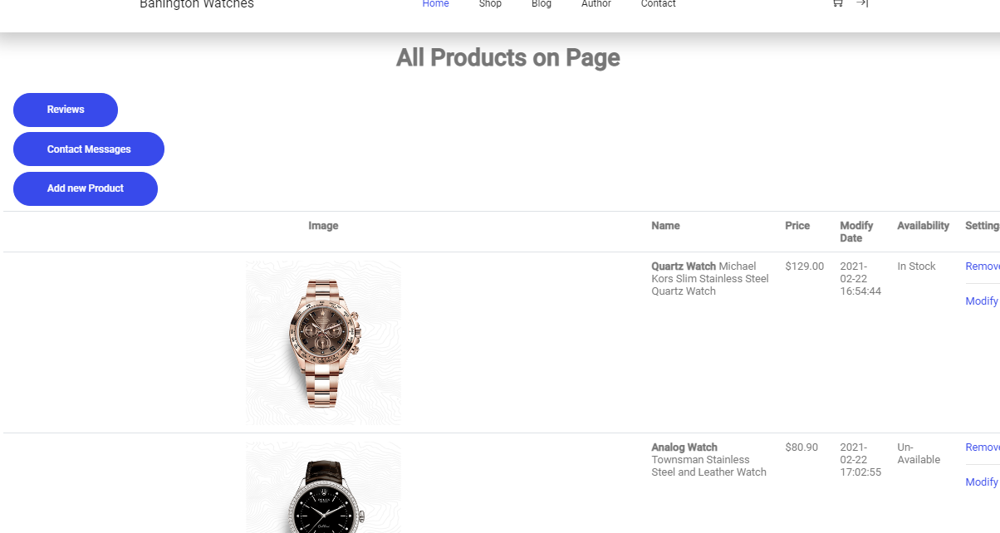 Banington Watches
Home Shop Blog Author Contact
All Products on Page
Reviews
Contact Messages
Add new Product
Image Name Price Modify Date Availability Setting
Quartz Watch Michael
Kors Slim Stainless Steel
Quartz Watch
$129.00
2021-
02-22
16:54:44
In Stock
Remove
Modify
Analog Watch
Townsman Stainless
Steel and Leather Watch
$80.90
2021-
02-22
17:02:55
Un-
Available
Remove
Modify